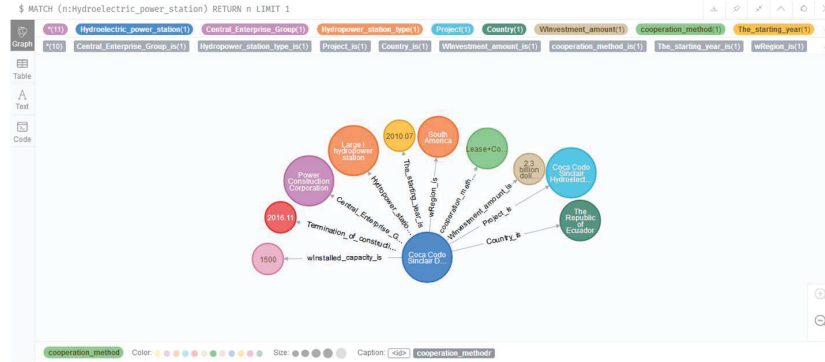 $ MATCH (n:Hydroelectric_power_station) RETURN n LIMIT 1
Graph
*(11) Hydroelectric_power_station(1) Central_Enterprise_Group(1) Hydropower_station_type(1) Project(1) Country(1) WInvestment_amount(1) cooperation_method(1) The_starting_year(1)
*(10) Central_Enterprise_Group_is(1) Hydropower_station_type_is(1) Project_is(1) Country_is(1) WInvestment_amount_is(1) cooperation_method_is(1) The_starting_year_is(1) wRegion_is(1)
Table
Text
Code
2010.07
South
America
Large I
hydropower
station
Lease+Co...
2.3
billion
doll...
Coca Codo
Sinclair
Hydroelect...
Power
Construction
Corporation
2016.11
The
Republic
of
Ecuador
1500
Coca Codo
Sinclair D...
wInstalled_capacity_is
Termination_of_constructi...
Central_Enterprise_G...
Hydropower_statio...
The_starting_year_is
wRegion_is
cooperation_meth...
WInvestment_amount_is
Project_is
Country_is
cooperation_method Color: Size: Caption: <id> cooperation_methodr